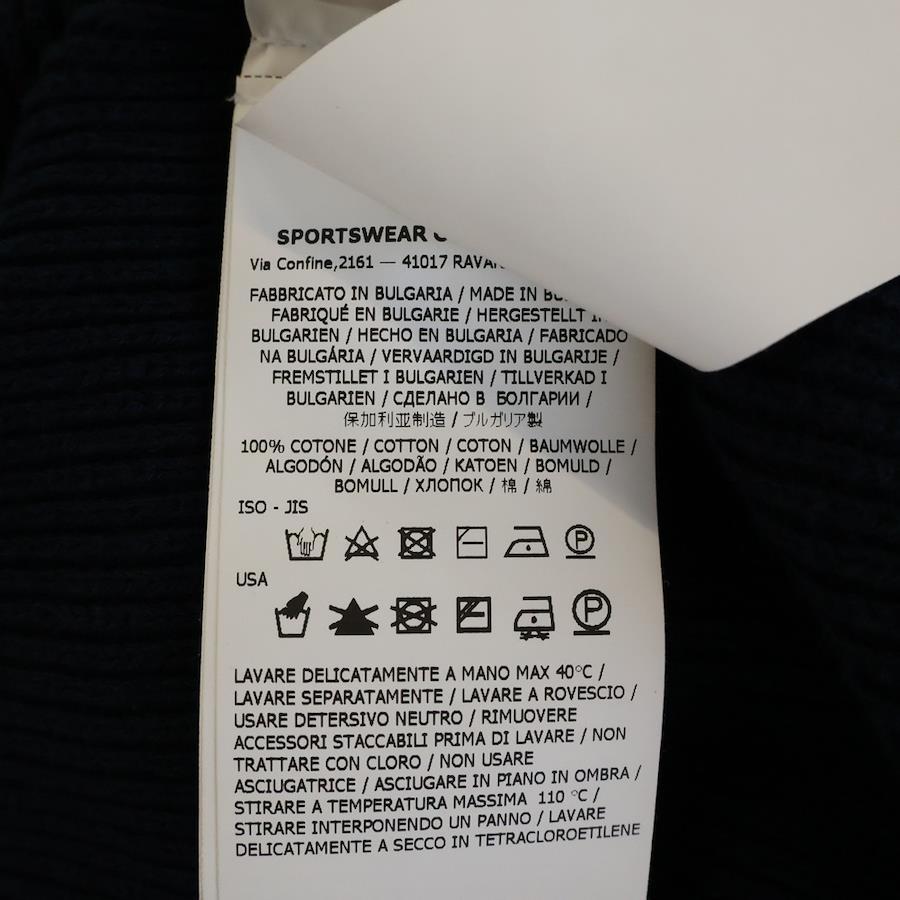 SPORTSWEAR
Via Confine,2161 — 41017
FABBRICATO IN BULGARIA / MADE IN
FABRIQUÉ EN BULGARIE / HERGESTELLT
BULGARIEN / HECHO EN BULGARIA / FABRICADO
NA BULGÁRIA / VERVAARDIGD IN BULGARIJE /
FREMSTILLET I BULGARIEN / TILLVERKAD I
BULGARIEN / СДЕЛАНО В БОЛГАРИИ /
保加利亚制造 / ブルガリア製
100% COTONE / COTTON / COTON / BAUMWOLLE /
ALGODÓN / ALGODÃO / KATOEN / BOMULD /
BOMULL / ХЛОПОК / 棉 / 綿
ISO - JIS
P
USA
P
LAVARE DELICATAMENTE A MANO MAX 40°C /
LAVARE SEPARATAMENTE / LAVARE A ROVESCIO /
USARE DETERSIVO NEUTRO / RIMUOVERE
ACCESSORI STACCABILI PRIMA DI LAVARE / NON
TRATTARE CON CLORO / NON USARE
ASCIUGATRICE / ASCIUGARE IN PIANO IN OMBRA /
STIRARE A TEMPERATURA MASSIMA 110 °C /
STIRARE INTERPONENDO UN PANNO / LAVARE
DELICATAMENTE A SECCO IN TETRACLOROETILENE